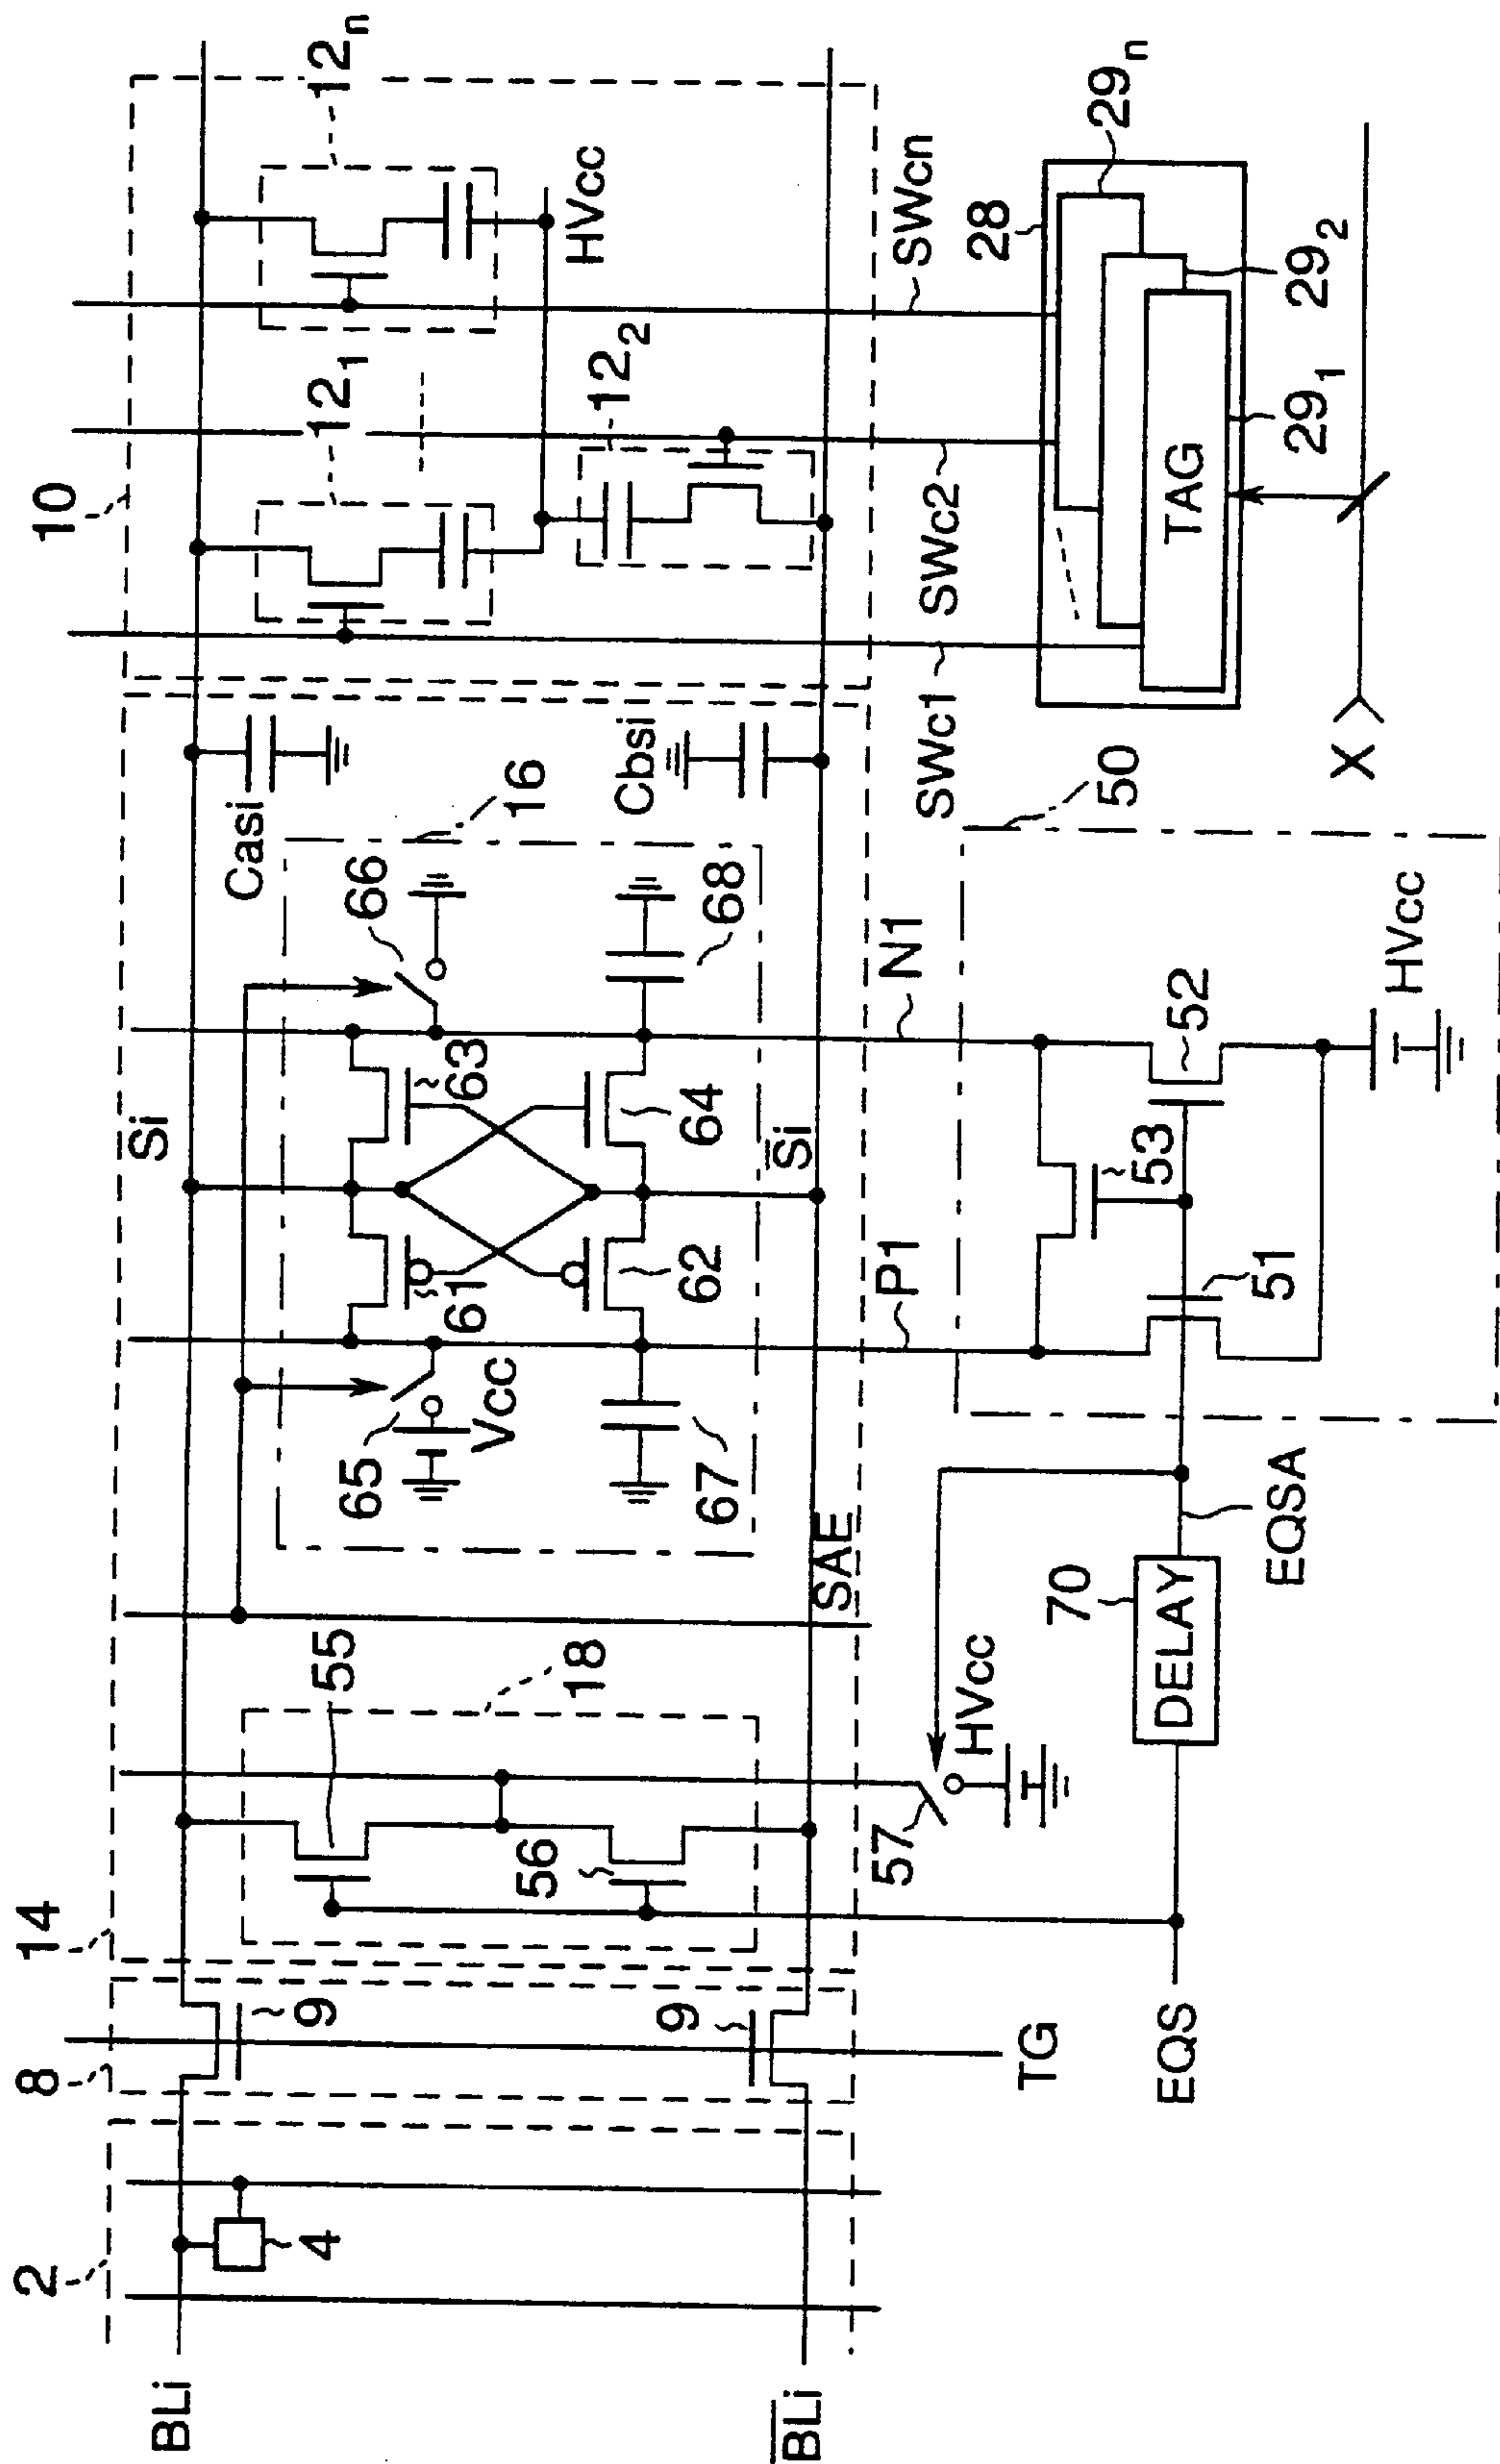 2
8
14
10
BLi
4
9
9
55
56
18
Si
Casi
16
65
Vcc
66
61
63
62
64
67
68
S̅i̅
Cbsi
12₁
12₂
12ₙ
HVcc
B̅L̅i̅
SAE
TG
57
HVcc
P1
N1
SWc1
SWc2
SWcn
EQS
70
DELAY
EQSA
50
51
53
52
HVcc
28
29ₙ
29₂
29₁
TAG
X